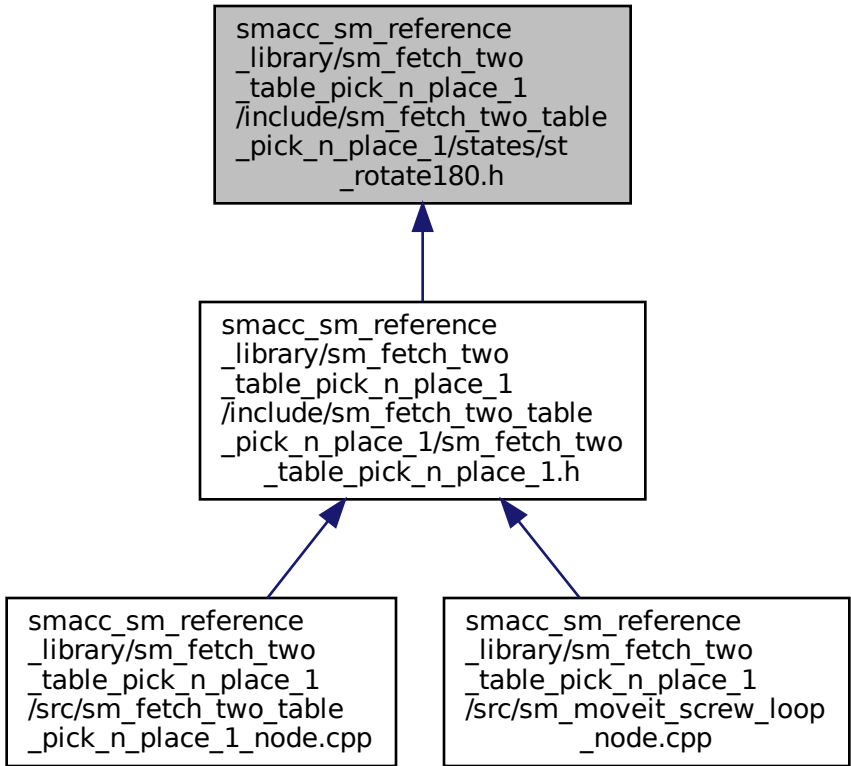 smacc_sm_reference
_library/sm_fetch_two
_table_pick_n_place_1
/include/sm_fetch_two_table
_pick_n_place_1/states/st
_rotate180.h
smacc_sm_reference
_library/sm_fetch_two
_table_pick_n_place_1
/include/sm_fetch_two_table
_pick_n_place_1/sm_fetch_two
_table_pick_n_place_1.h
smacc_sm_reference
_library/sm_fetch_two
_table_pick_n_place_1
/src/sm_fetch_two_table
_pick_n_place_1_node.cpp
smacc_sm_reference
_library/sm_fetch_two
_table_pick_n_place_1
/src/sm_moveit_screw_loop
_node.cpp